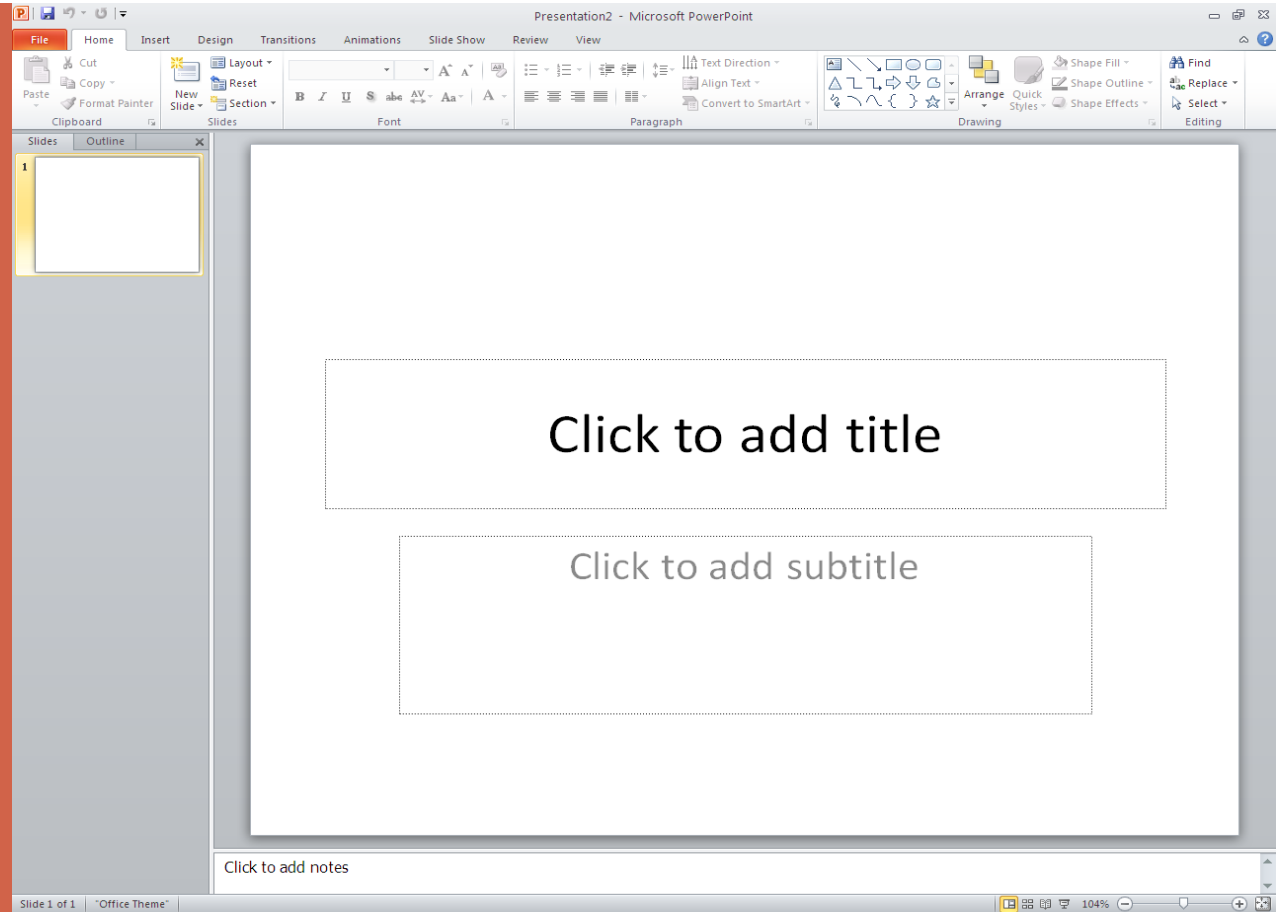 Presentation2 - Microsoft PowerPoint
File Home Insert Design Transitions Animations Slide Show Review View
Paste
Cut
Copy
Format Painter
Clipboard
New Slide
Layout
Reset
Section
Slides
B I U S abc AV Aa A
Font
Text Direction
Align Text
Convert to SmartArt
Paragraph
Arrange
Quick Styles
Shape Fill
Shape Outline
Shape Effects
Drawing
Find
Replace
Select
Editing
Slides Outline
1
Click to add title
Click to add subtitle
Click to add notes
Slide 1 of 1 "Office Theme" 104%